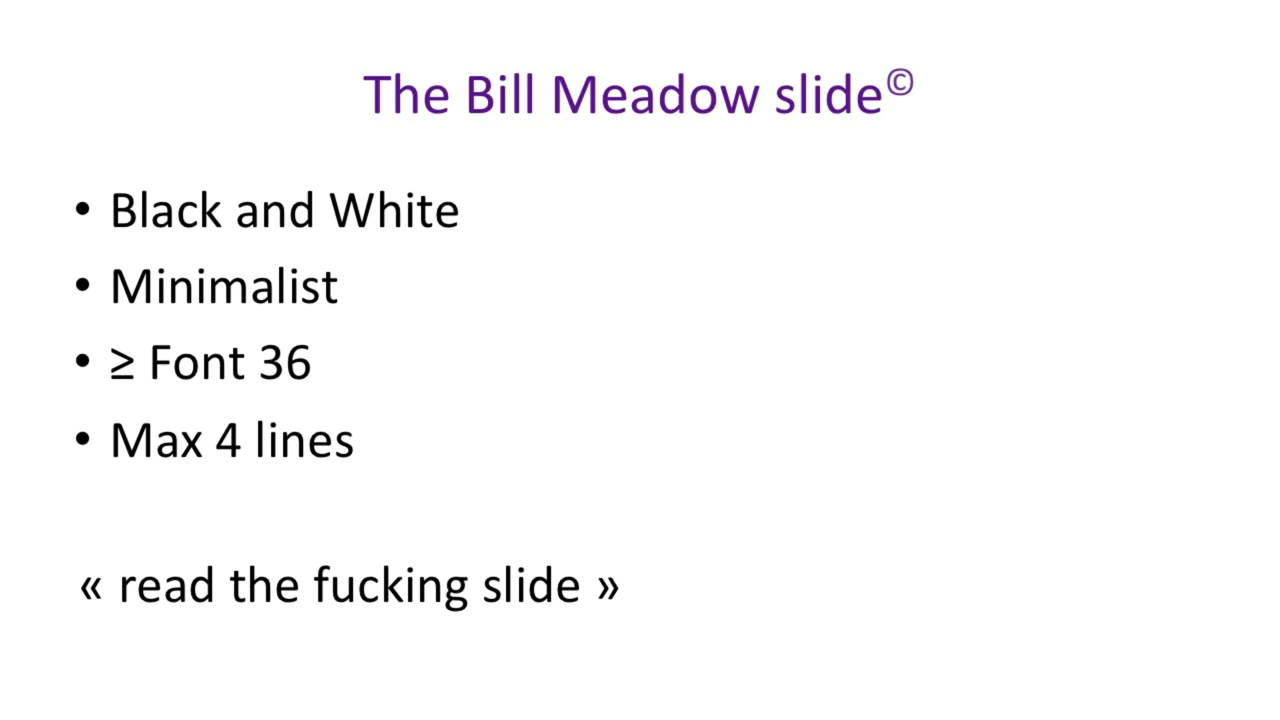 The Bill Meadow slide©
• Black and White
• Minimalist
• ≥ Font 36
• Max 4 lines
« read the fucking slide »